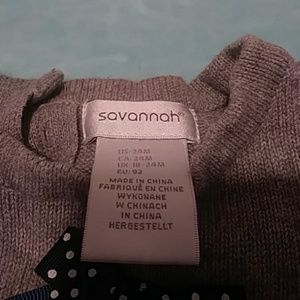 savannah®
US: 24M
CA: 24M
UK: 18-24M
EU: 92
MADE IN CHINA
FABRIQUÉ EN CHINE
WYKONANE
W CHINACH
IN CHINA
HERGESTELLT